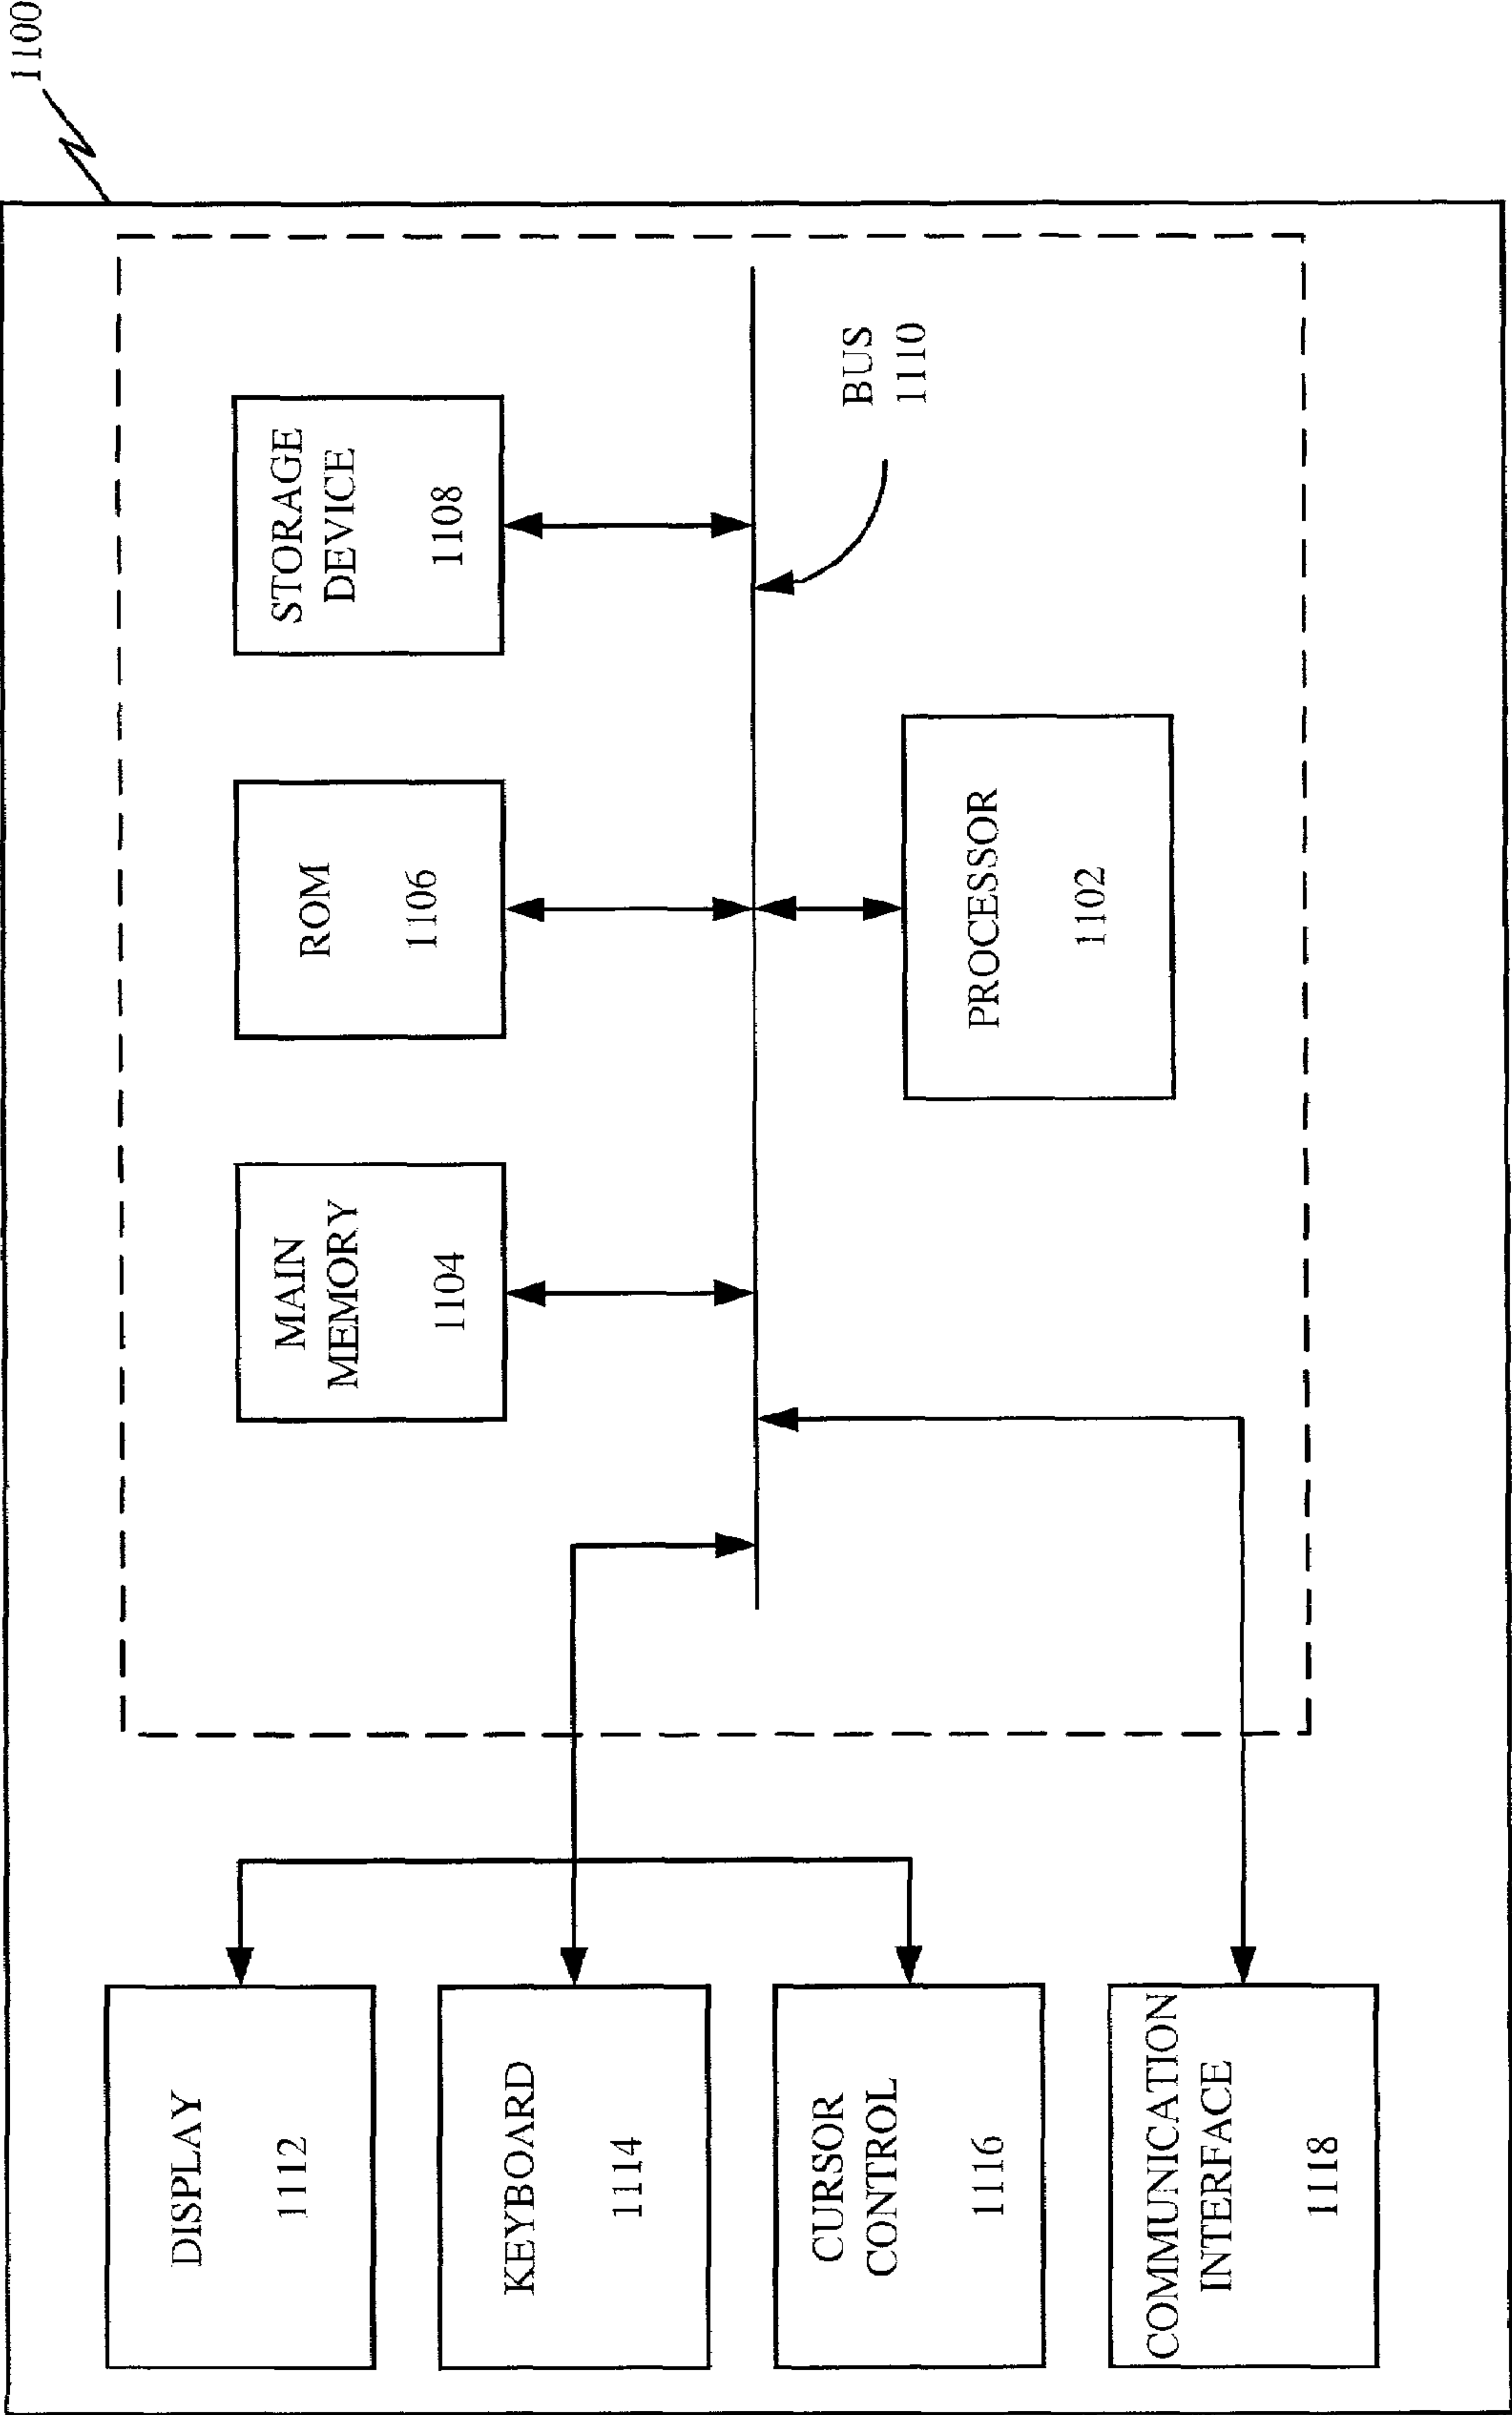 1100
DISPLAY
1112
KEYBOARD
1114
CURSOR
CONTROL
1116
COMMUNICATION
INTERFACE
1118
MAIN
MEMORY
1104
ROM
1106
STORAGE
DEVICE
1108
BUS
1110
PROCESSOR
1102